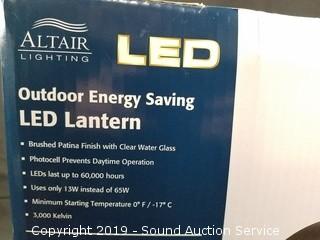 ALTAIR
LIGHTING
LED
Outdoor Energy Saving
LED Lantern
• Brushed Patina Finish with Clear Water Glass
• Photocell Prevents Daytime Operation
• LEDs last up to 60,000 hours
• Uses only 13W instead of 65W
• Minimum Starting Temperature 0° F / -17° C
• 3,000 Kelvin
Copyright 2019 - Sound Auction Service